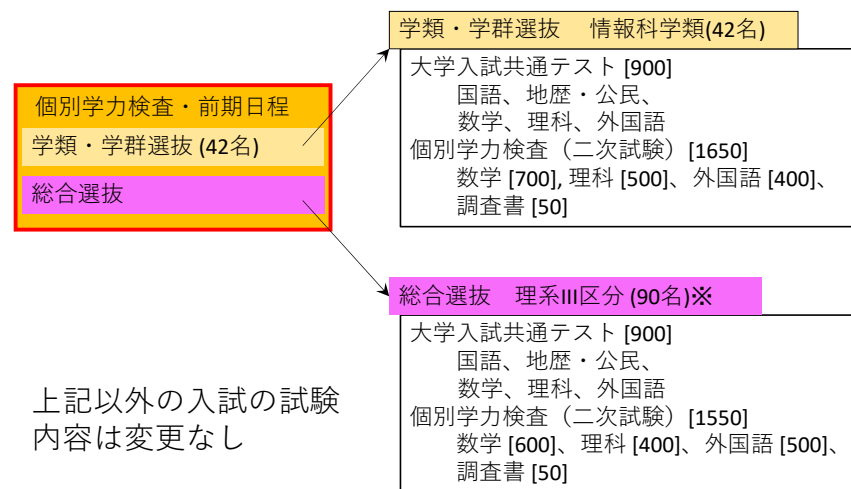 個別学力検査・前期日程
学類・学群選抜 (42名)
総合選抜
学類・学群選抜　情報科学類(42名)
大学入試共通テスト [900]
国語、地歴・公民、
数学、理科、外国語
個別学力検査（二次試験）[1650]
数学 [700], 理科 [500]、外国語 [400]、
調査書 [50]
総合選抜　理系III区分 (90名)※
大学入試共通テスト [900]
国語、地歴・公民、
数学、理科、外国語
個別学力検査（二次試験）[1550]
数学 [600]、理科 [400]、外国語 [500]、
調査書 [50]
上記以外の入試の試験
内容は変更なし